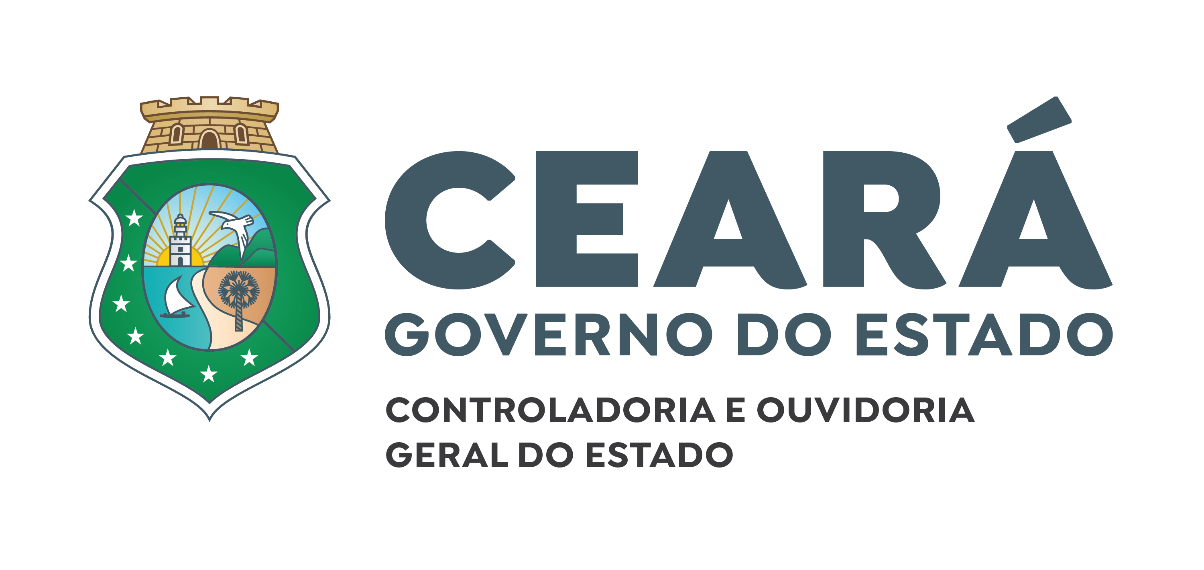 CEARÁ
GOVERNO DO ESTADO
CONTROLADORIA E OUVIDORIA
GERAL DO ESTADO